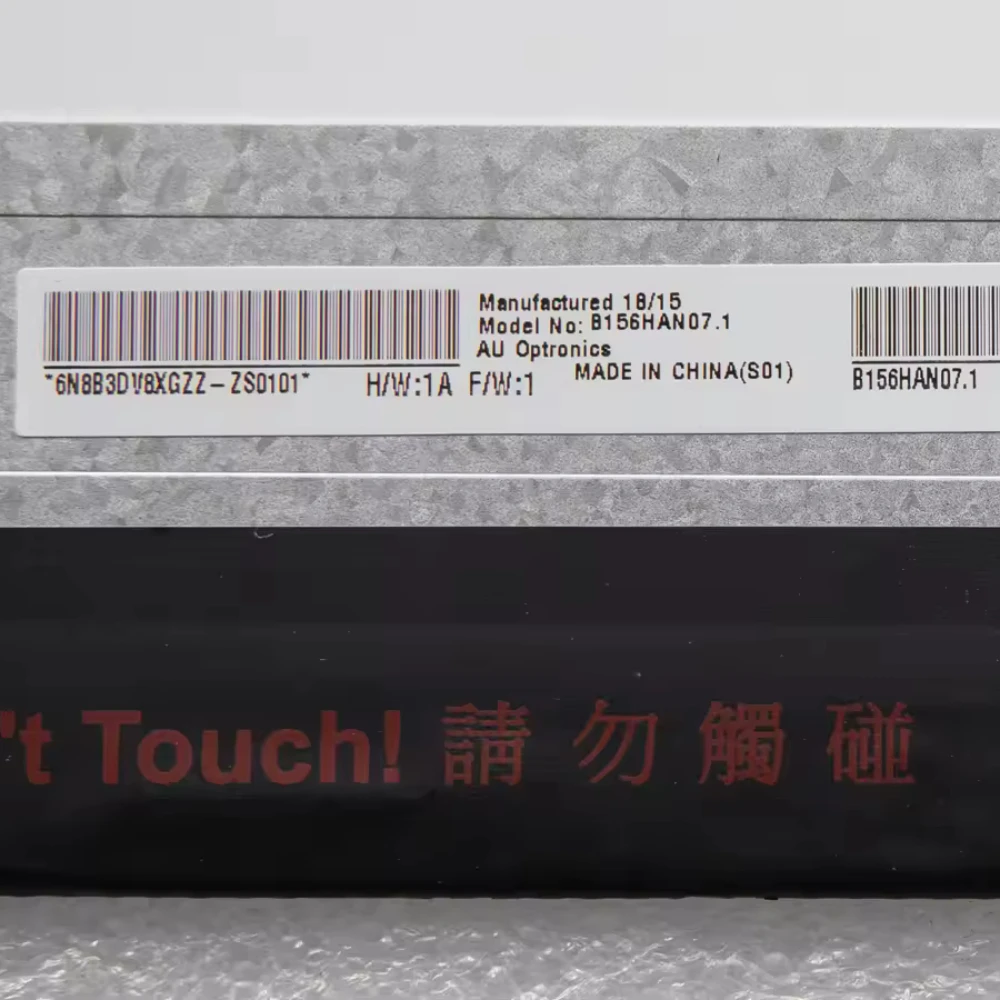 Manufactured 18/15
Model No: B156HAN07.1
AU Optronics
MADE IN CHINA(S01)
*6N8B3DV8XGZZ-ZS0101* H/W:1A F/W:1
B156HAN07.1
't Touch! 請勿觸碰